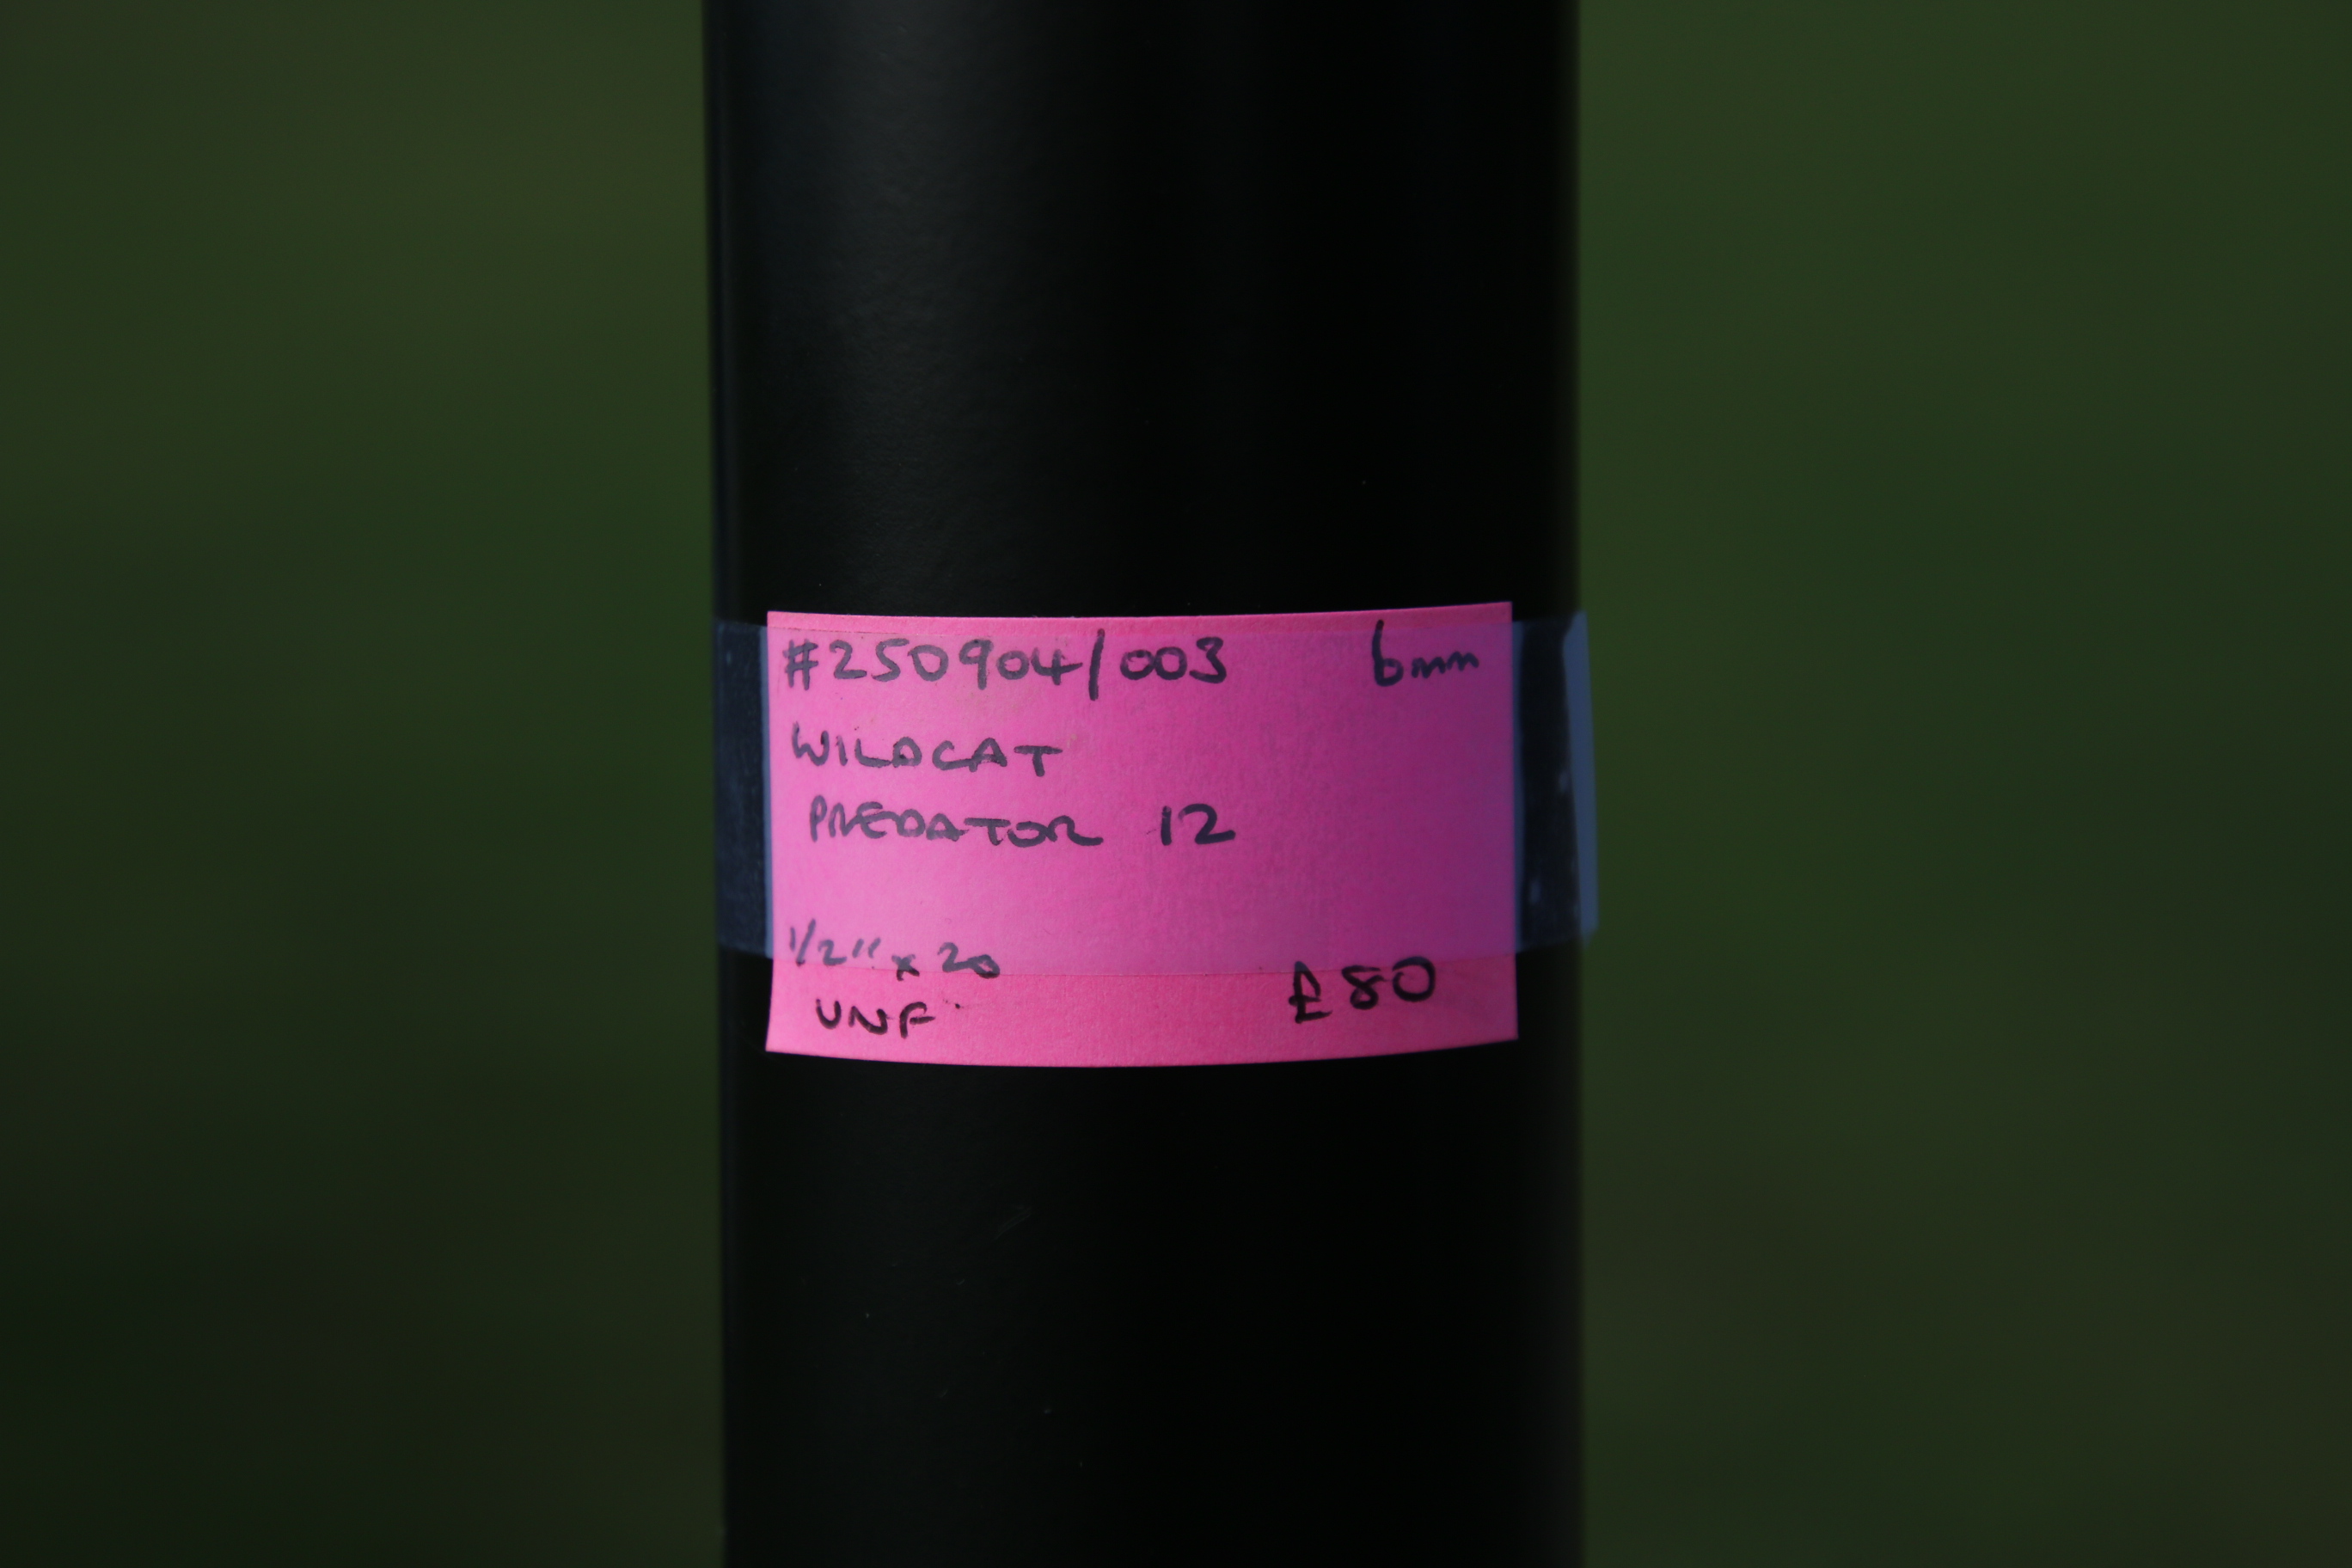 #250904/003 6mm
WILDCAT
PREDATOR 12
1/2" x 20
UNF £80